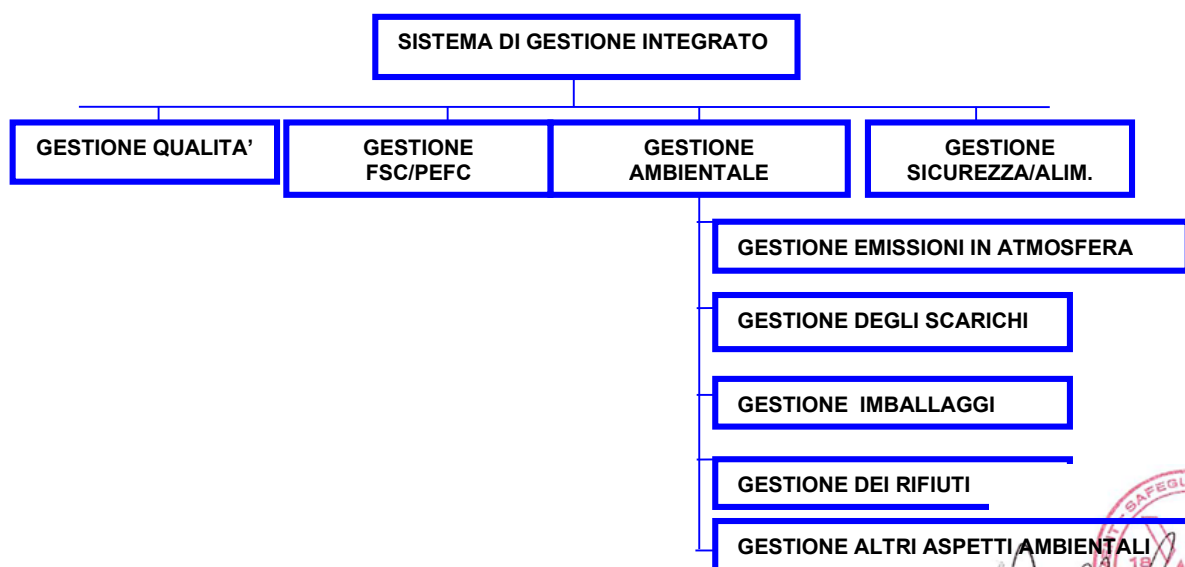 SISTEMA DI GESTIONE INTEGRATO
GESTIONE QUALITA’
GESTIONE
FSC/PEFC
GESTIONE
AMBIENTALE
GESTIONE
SICUREZZA/ALIM.
GESTIONE EMISSIONI IN ATMOSFERA
GESTIONE DEGLI SCARICHI
GESTIONE IMBALLAGGI
GESTIONE DEI RIFIUTI
GESTIONE ALTRI ASPETTI AMBIENTALI
18